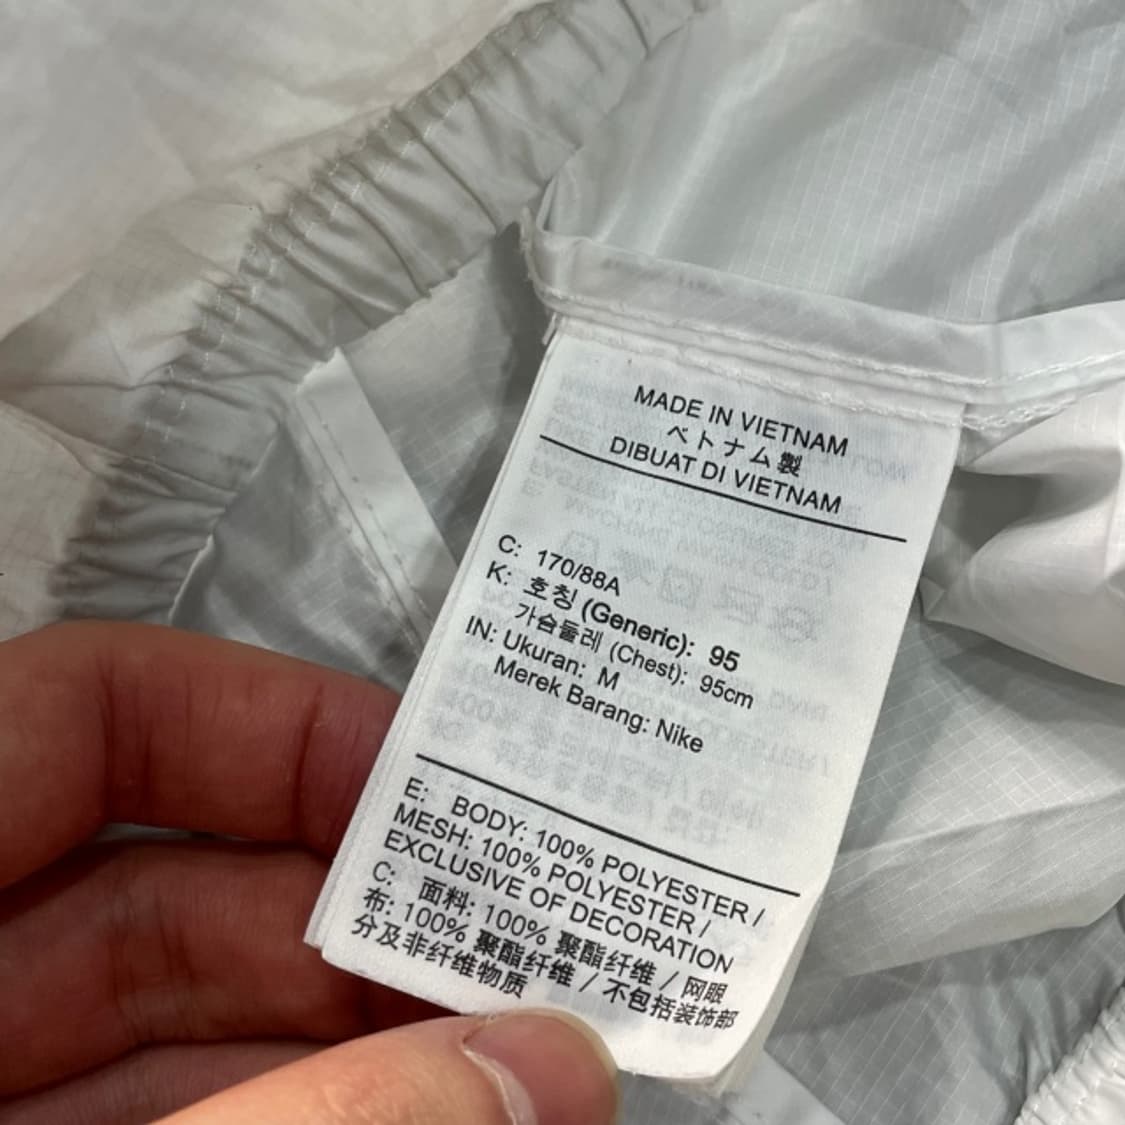 MADE IN VIETNAM
ベトナム製
DIBUAT DI VIETNAM
C: 170/88A
K: 호칭 (Generic): 95
가슴둘레 (Chest): 95cm
IN: Ukuran: M
Merek Barang: Nike
E: BODY: 100% POLYESTER /
MESH: 100% POLYESTER /
EXCLUSIVE OF DECORATION
C: 面料: 100% 聚酯纤维 / 网眼
布: 100% 聚酯纤维 / 不包括装饰部
分及非纤维物质